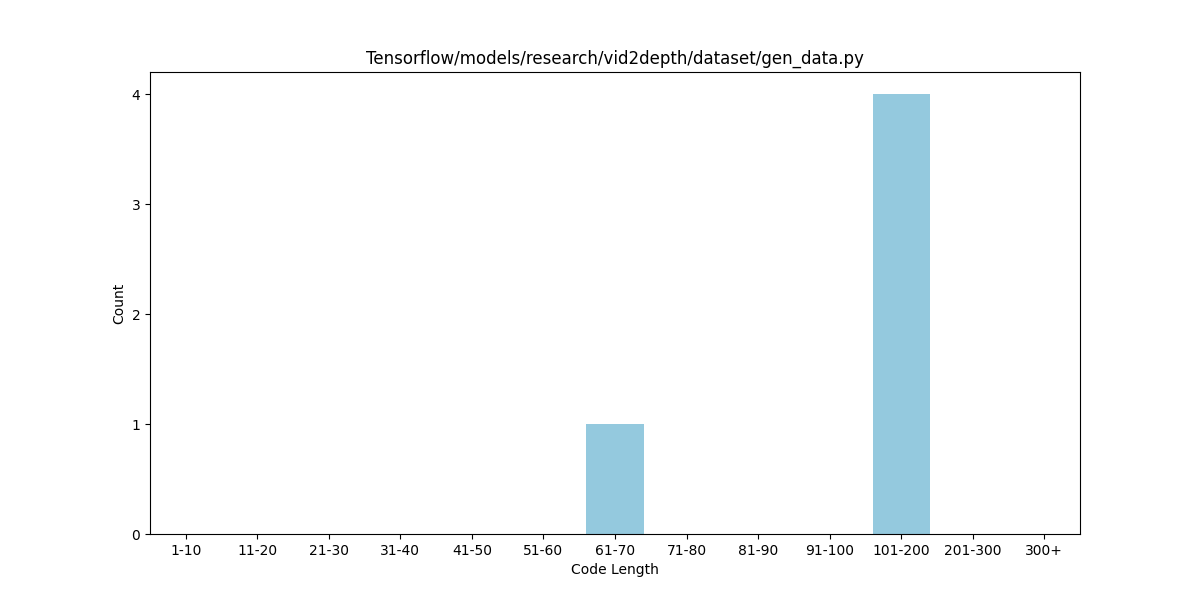 Tensorflow/models/research/vid2depth/dataset/gen_data.py
4
3
2
1
0
Count
1-10 11-20 21-30 31-40 41-50 51-60 61-70 71-80 81-90 91-100 101-200 201-300 300+
Code Length